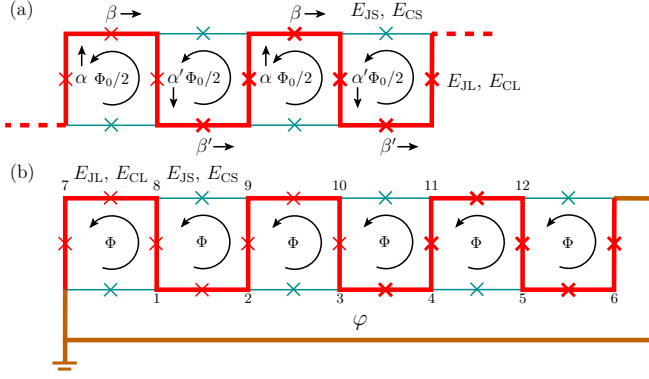 (a)
β → β → E_JS, E_CS
α Φ₀/2 α′ Φ₀/2 α Φ₀/2 α′ Φ₀/2 E_JL, E_CL
β′ → β′ →
(b) E_JL, E_CL E_JS, E_CS
7 8 9 10 11 12
Φ Φ Φ Φ Φ Φ
1 2 3 4 5 6
φ